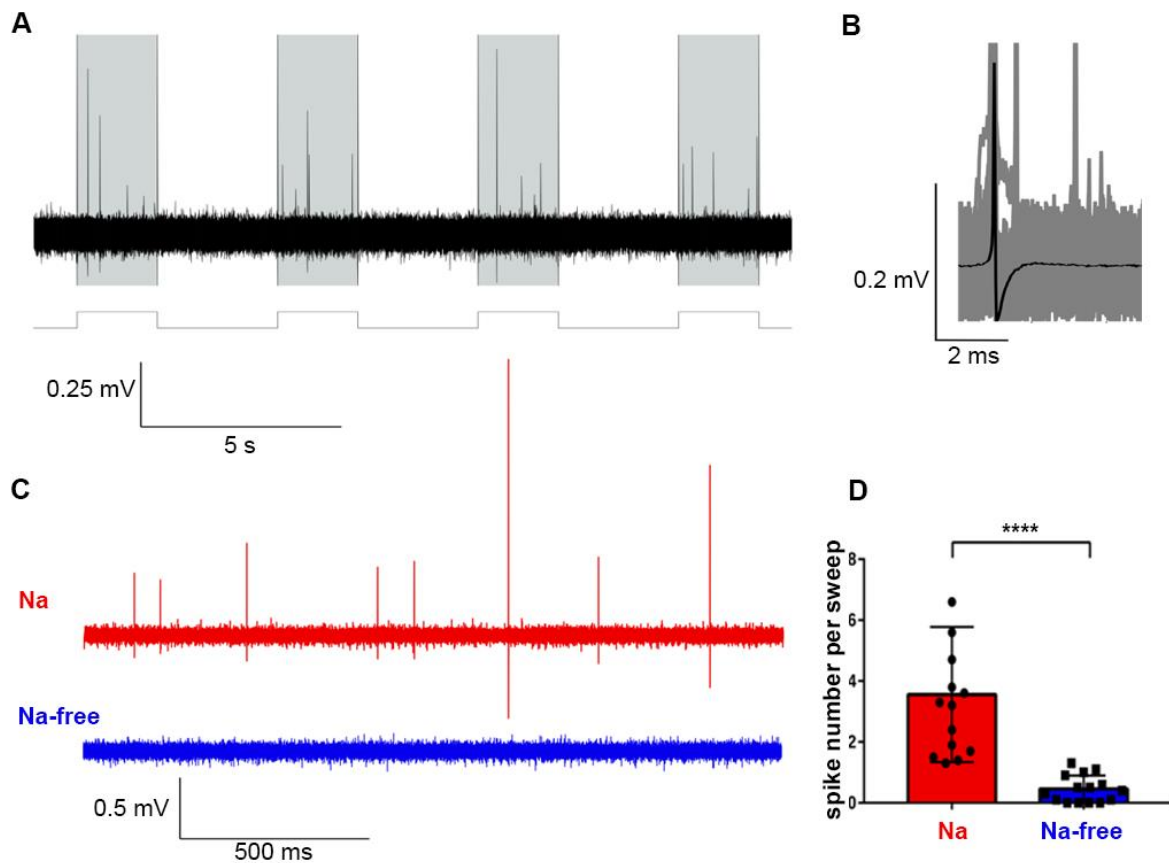 A
B
0.2 mV
2 ms
0.25 mV
5 s
C
D
Na
Na-free
0.5 mV
500 ms
****
spike number per sweep
8
6
4
2
0
Na
Na-free